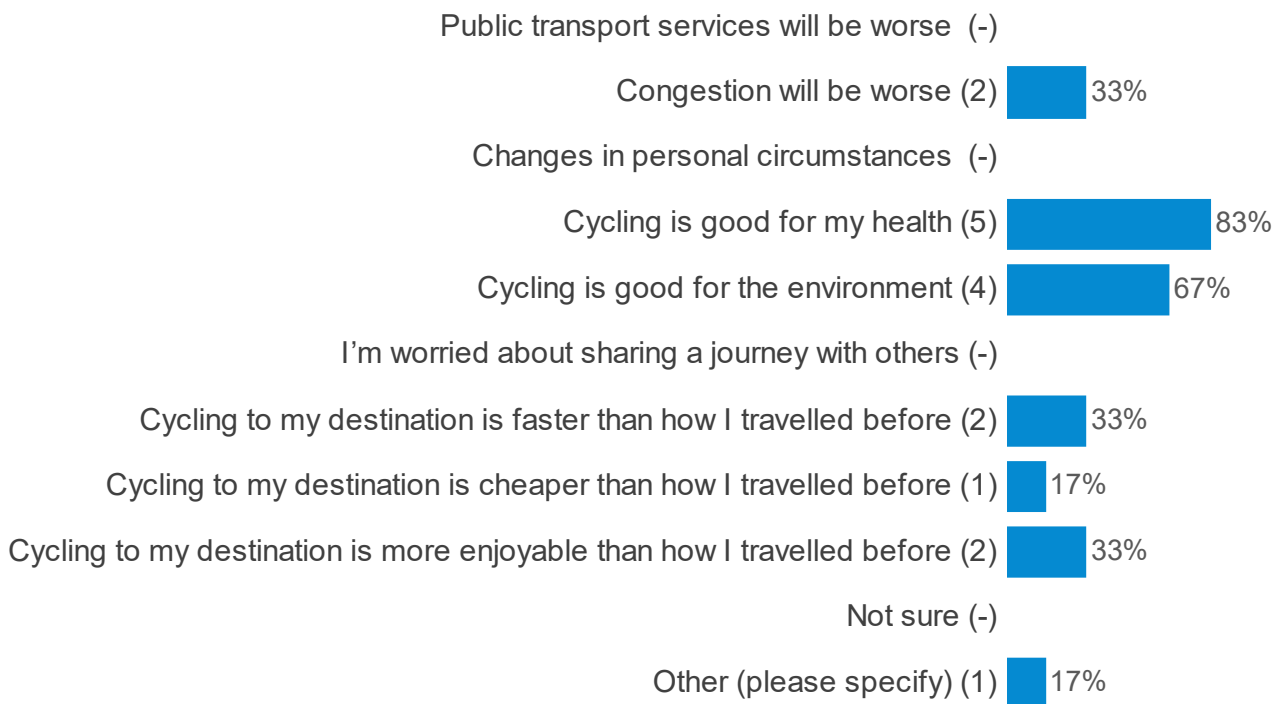 Public transport services will be worse  (-)
Congestion will be worse (2) 33%
Changes in personal circumstances  (-)
Cycling is good for my health (5) 83%
Cycling is good for the environment (4) 67%
I’m worried about sharing a journey with others (-)
Cycling to my destination is faster than how I travelled before (2) 33%
Cycling to my destination is cheaper than how I travelled before (1) 17%
Cycling to my destination is more enjoyable than how I travelled before (2) 33%
Not sure (-)
Other (please specify) (1) 17%